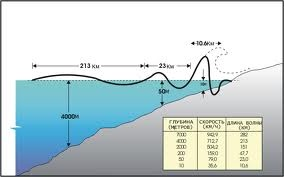 10.6км
213 км
23 км
50м
4000м
ГЛУБИНА СКОРОСТЬ ДЛИНА ВОЛНЫ
(МЕТРОВ) (КМ/Ч) (КМ)
7000 942,9 282
4000 712,7 213
2000 504,2 151
200 159,0 47,7
50 79,0 23,0
10 35,6 10,6